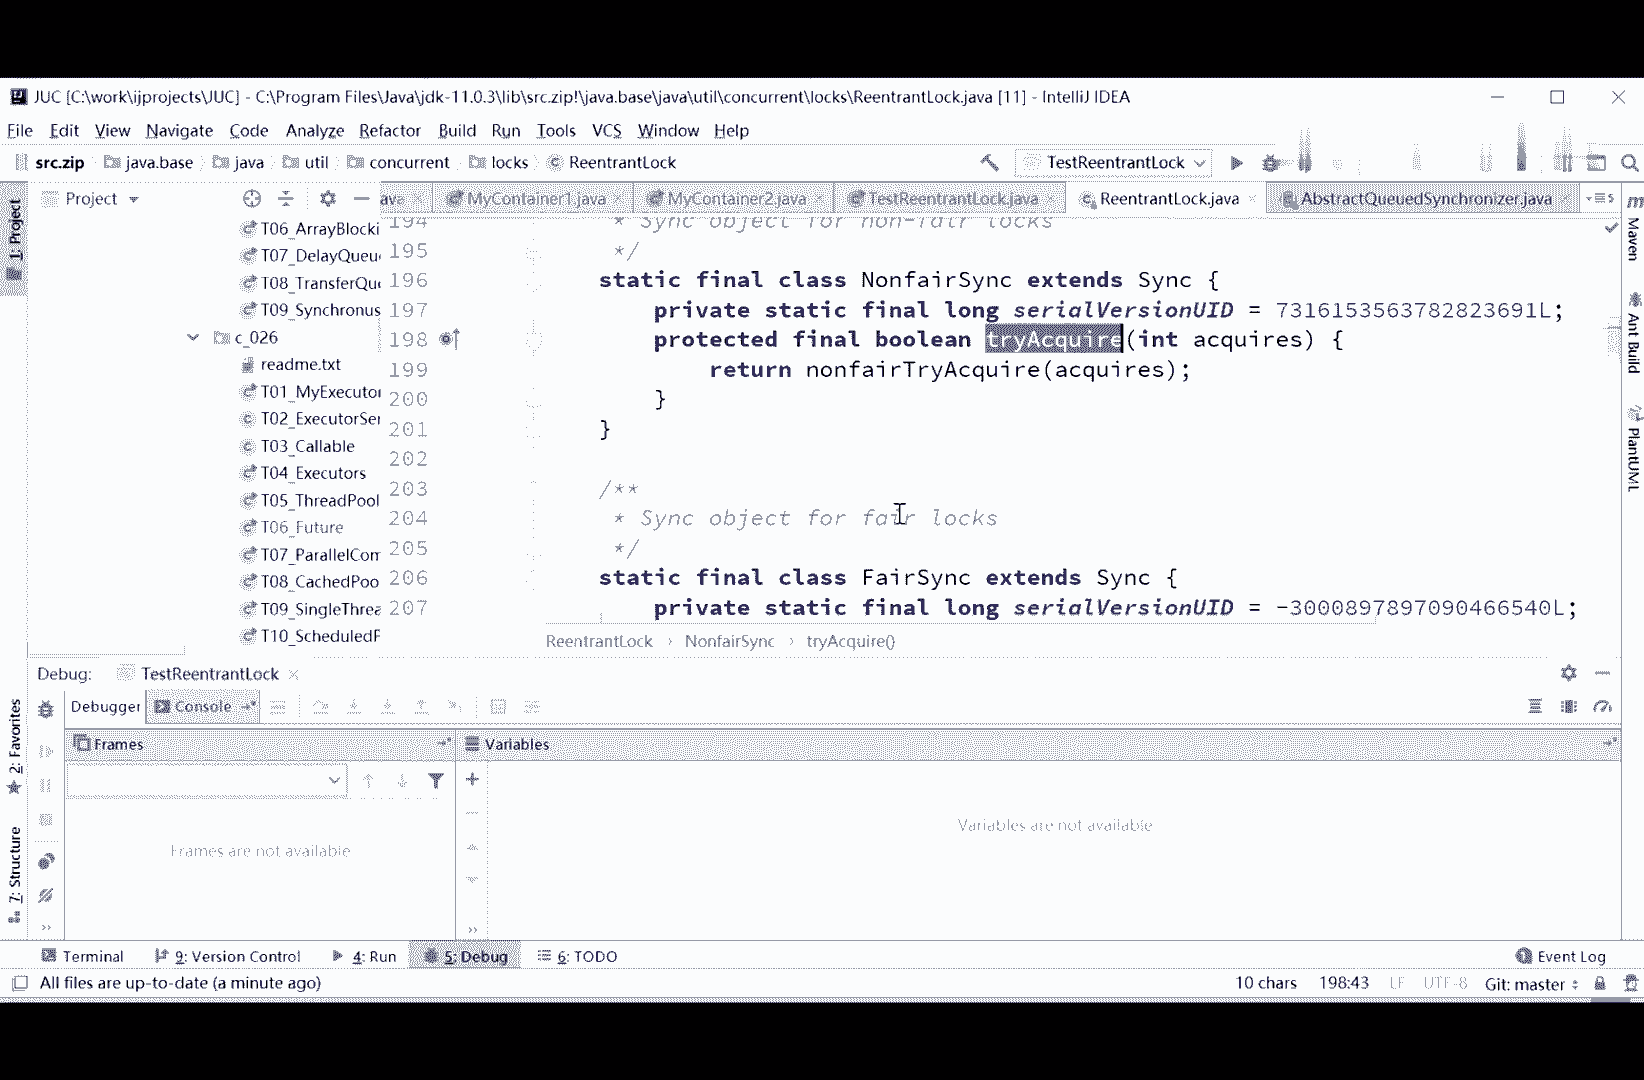 JUC [C:\work\ijprojects\JUC] - C:\Program Files\Java\jdk-11.0.3\lib\src.zip!\java.base\java\util\concurrent\locks\ReentrantLock.java [11] - IntelliJ IDEA
File Edit View Navigate Code Analyze Refactor Build Run Tools VCS Window Help
src.zip java.base java util concurrent locks ReentrantLock TestReentrantLock
Project ava MyContainer1.java MyContainer2.java TestReentrantLock.java ReentrantLock.java AbstractQueuedSynchronizer.java
1: Project
T06_ArrayBlocki
T07_DelayQueu
T08_TransferQu
T09_Synchronus
c_026
readme.txt
T01_MyExecutor
T02_ExecutorSer
T03_Callable
T04_Executors
T05_ThreadPool
T06_Future
T07_ParallelCom
T08_CachedPoo
T09_SingleThrea
T10_ScheduledP
194 * Sync object for non-fair locks
195 */
196 static final class NonfairSync extends Sync {
197 private static final long serialVersionUID = 7316153563782823691L;
198 protected final boolean tryAcquire(int acquires) {
199 return nonfairTryAcquire(acquires);
200 }
201 }
202
203 /**
204 * Sync object for fair locks
205 */
206 static final class FairSync extends Sync {
207 private static final long serialVersionUID = -3000897897090466540L;
ReentrantLock › NonfairSync › tryAcquire()
Maven
Ant Build
PlantUML
Debug: TestReentrantLock
Debugger Console
Frames Variables
Frames are not available
Variables are not available
2: Favorites
7: Structure
Terminal 9: Version Control 4: Run 5: Debug 6: TODO Event Log
All files are up-to-date (a minute ago) 10 chars 198:43 LF UTF-8 Git: master